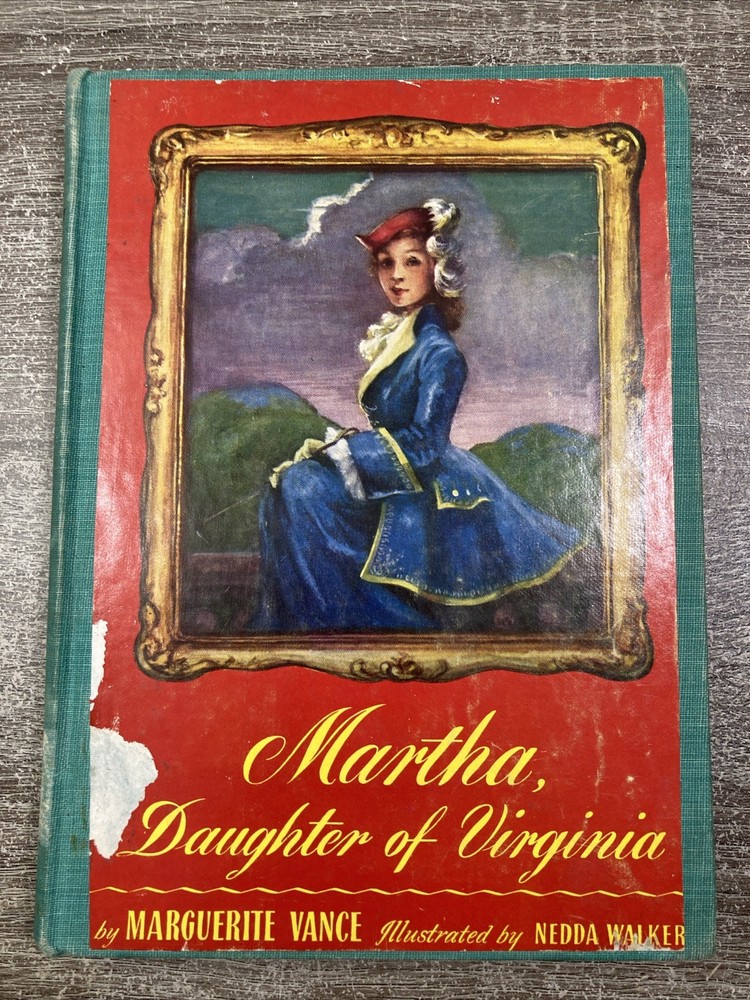 Martha,
Daughter of Virginia
by MARGUERITE VANCE Illustrated by NEDDA WALKER